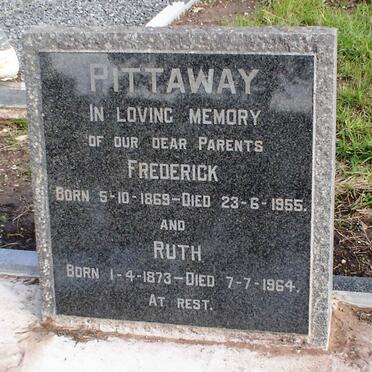 PITTAWAY
IN LOVING MEMORY
OF OUR DEAR PARENTS
FREDERICK
BORN 5-10-1869–DIED 23-6-1955.
AND
RUTH
BORN 1-4-1873–DIED 7-7-1964.
AT REST.